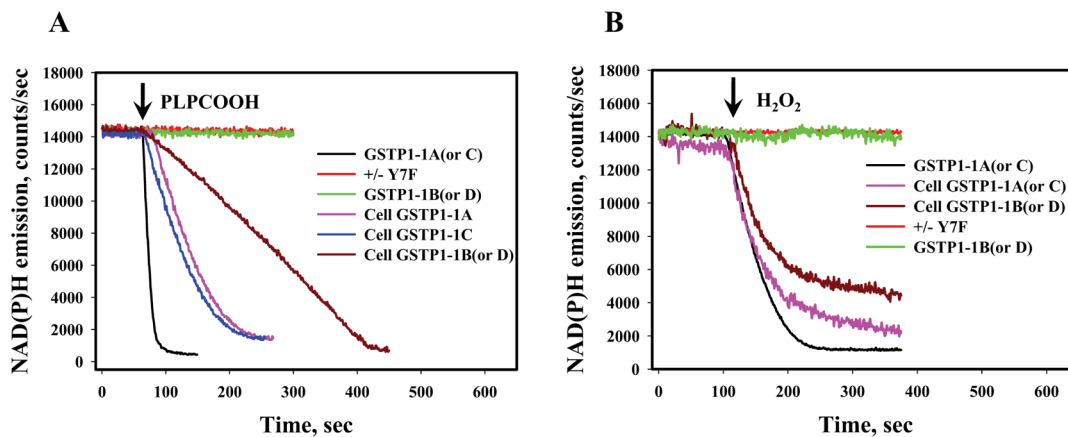 A
NAD(P)H emission, counts/sec
18000
16000
14000
12000
10000
8000
6000
4000
2000
0
PLPCOOH
GSTP1-1A(or C)
+/- Y7F
GSTP1-1B(or D)
Cell GSTP1-1A
Cell GSTP1-1C
Cell GSTP1-1B(or D)
0 100 200 300 400 500 600
Time, sec
B
NAD(P)H emission, counts/sec
18000
16000
14000
12000
10000
8000
6000
4000
2000
0
H₂O₂
GSTP1-1A(or C)
Cell GSTP1-1A(or C)
Cell GSTP1-1B(or D)
+/- Y7F
GSTP1-1B(or D)
0 100 200 300 400 500 600
Time, sec